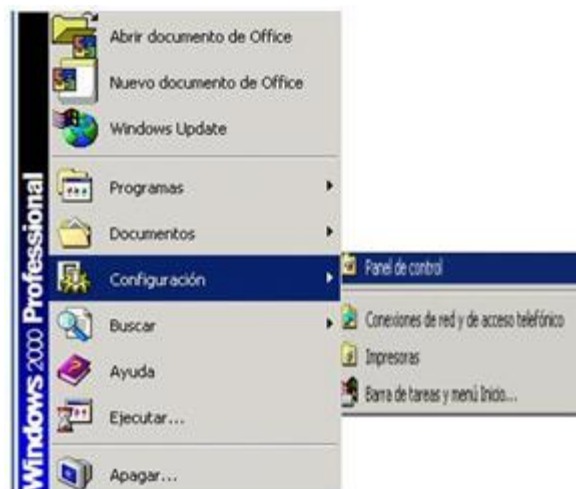 Windows 2000 Professional
Abrir documento de Office
Nuevo documento de Office
Windows Update
Programas
Documentos
Configuración
Buscar
Ayuda
Ejecutar...
Apagar...
Panel de control
Conexiones de red y de acceso telefónico
Impresoras
Barra de tareas y menú Inicio...